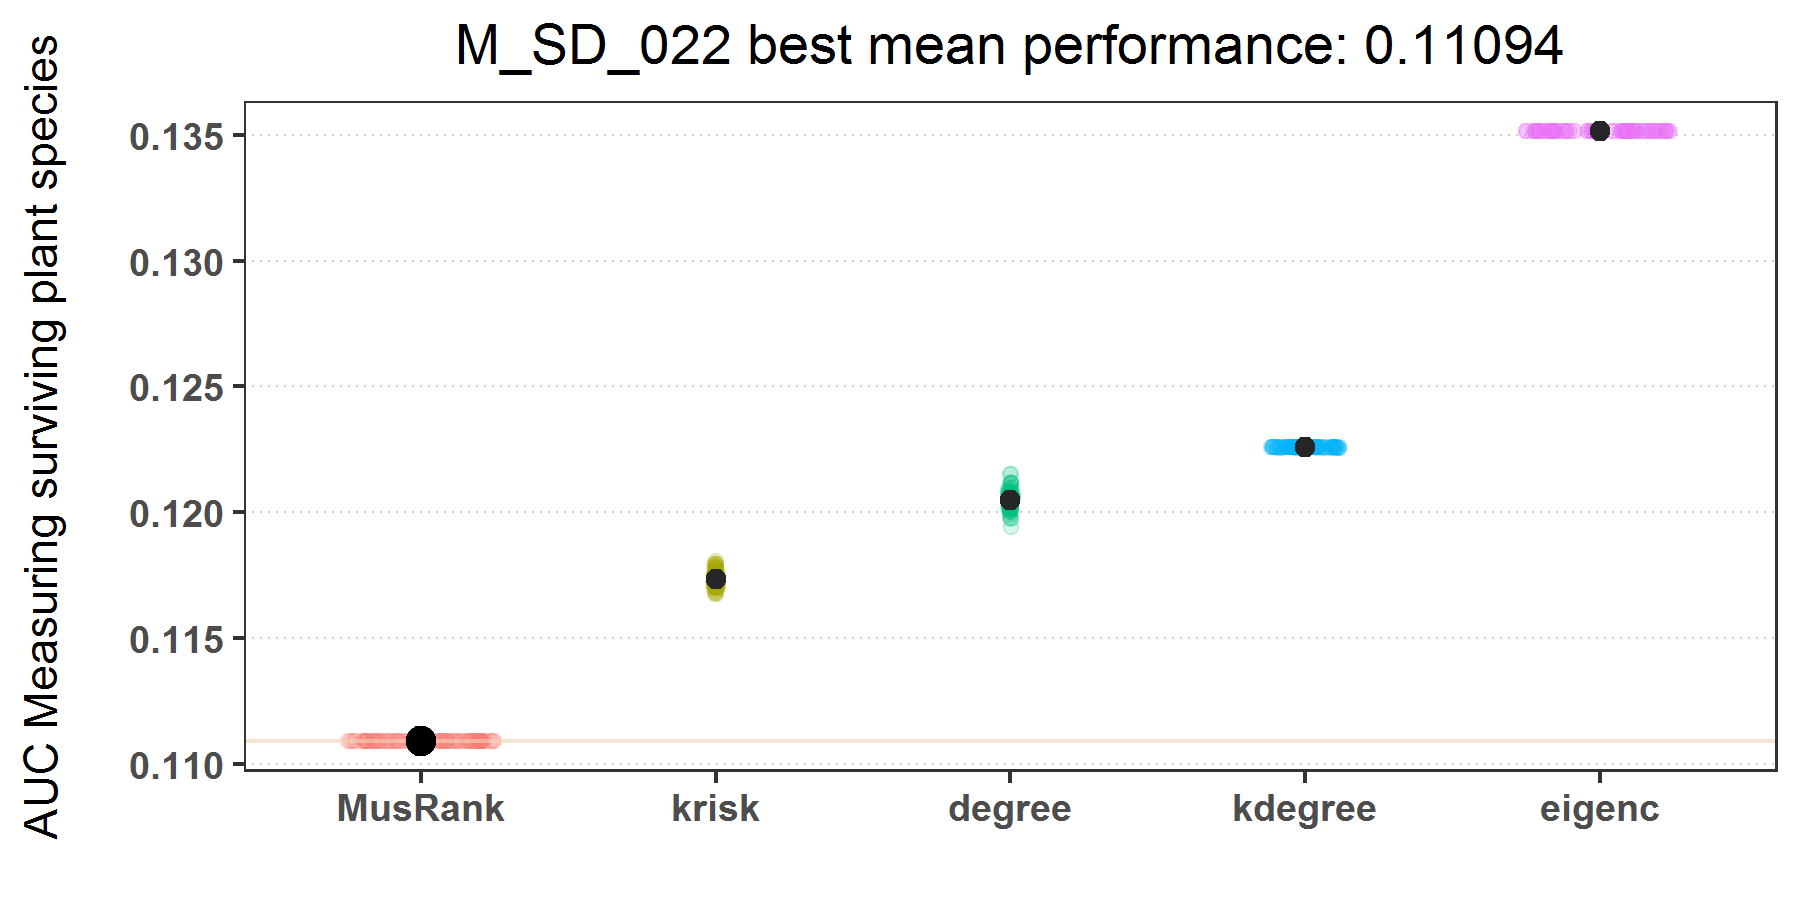 M_SD_022 best mean performance: 0.11094
AUC Measuring surviving plant species
0.135
0.130
0.125
0.120
0.115
0.110
MusRank krisk degree kdegree eigenc